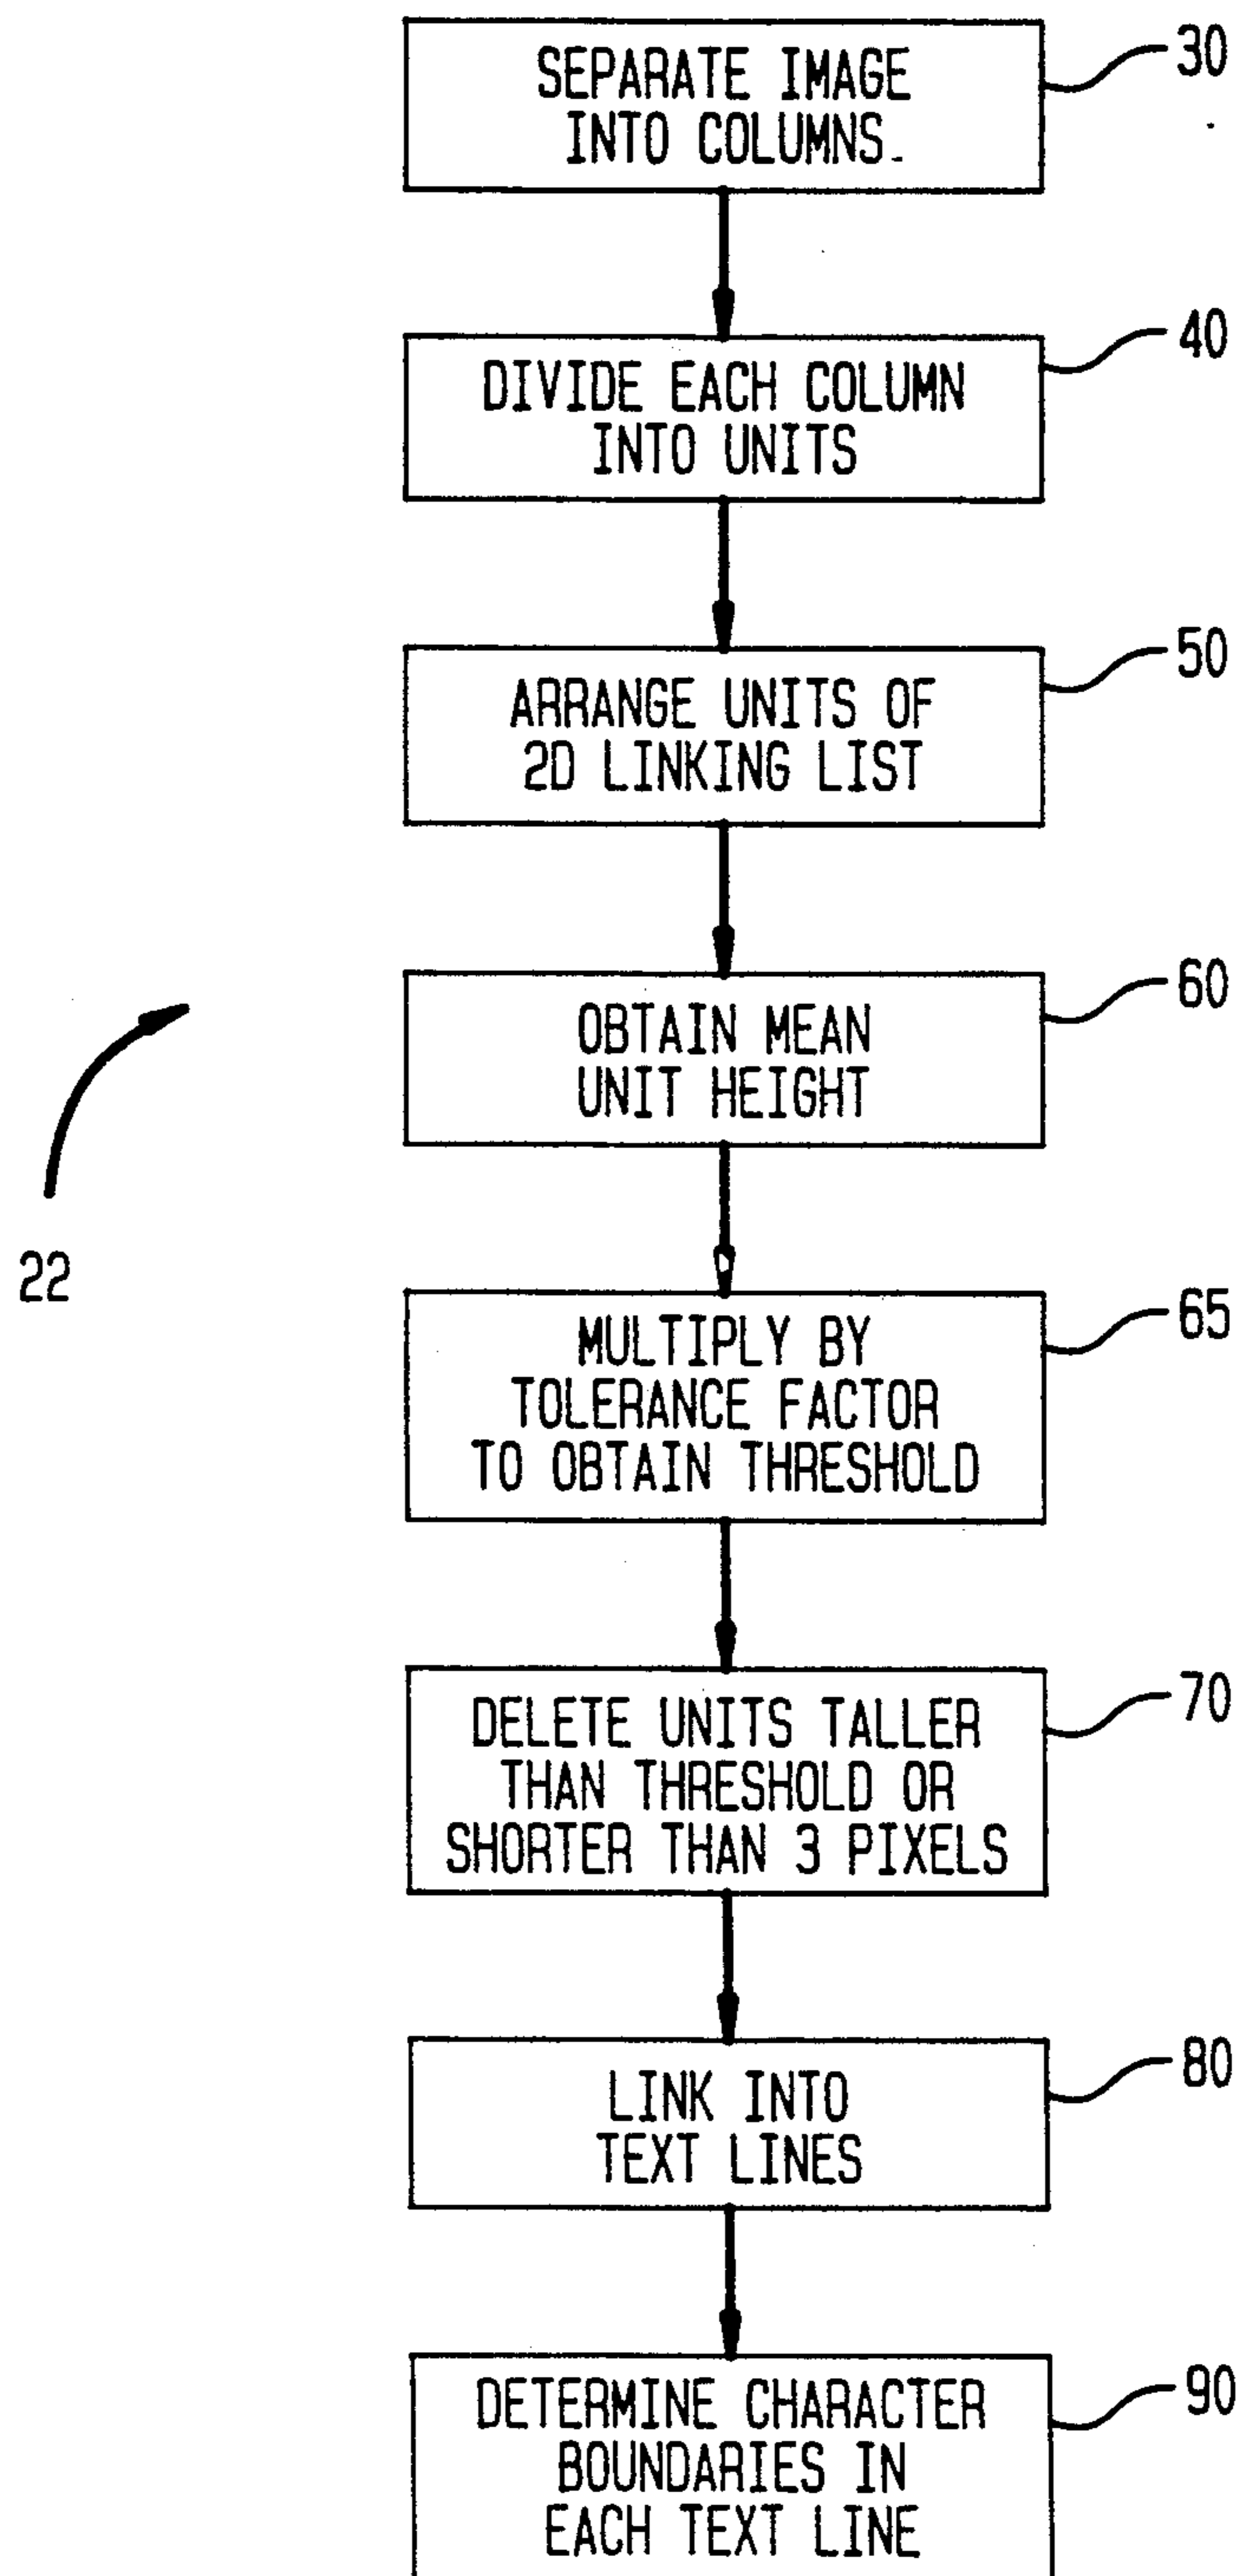 SEPARATE IMAGE
INTO COLUMNS
30
DIVIDE EACH COLUMN
INTO UNITS
40
ARRANGE UNITS OF
2D LINKING LIST
50
OBTAIN MEAN
UNIT HEIGHT
60
22
MULTIPLY BY
TOLERANCE FACTOR
TO OBTAIN THRESHOLD
65
DELETE UNITS TALLER
THAN THRESHOLD OR
SHORTER THAN 3 PIXELS
70
LINK INTO
TEXT LINES
80
DETERMINE CHARACTER
BOUNDARIES IN
EACH TEXT LINE
90